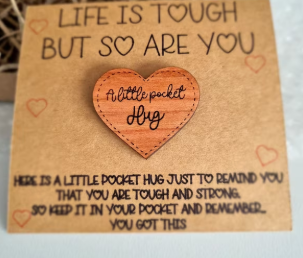 LIFE IS TOUGH
BUT SO ARE YOU
A little pocket
Hug
HERE IS A LITTLE POCKET HUG JUST TO REMIND YOU
THAT YOU ARE TOUGH AND STRONG.
SO KEEP IT IN YOUR POCKET AND REMEMBER...
YOU GOT THIS